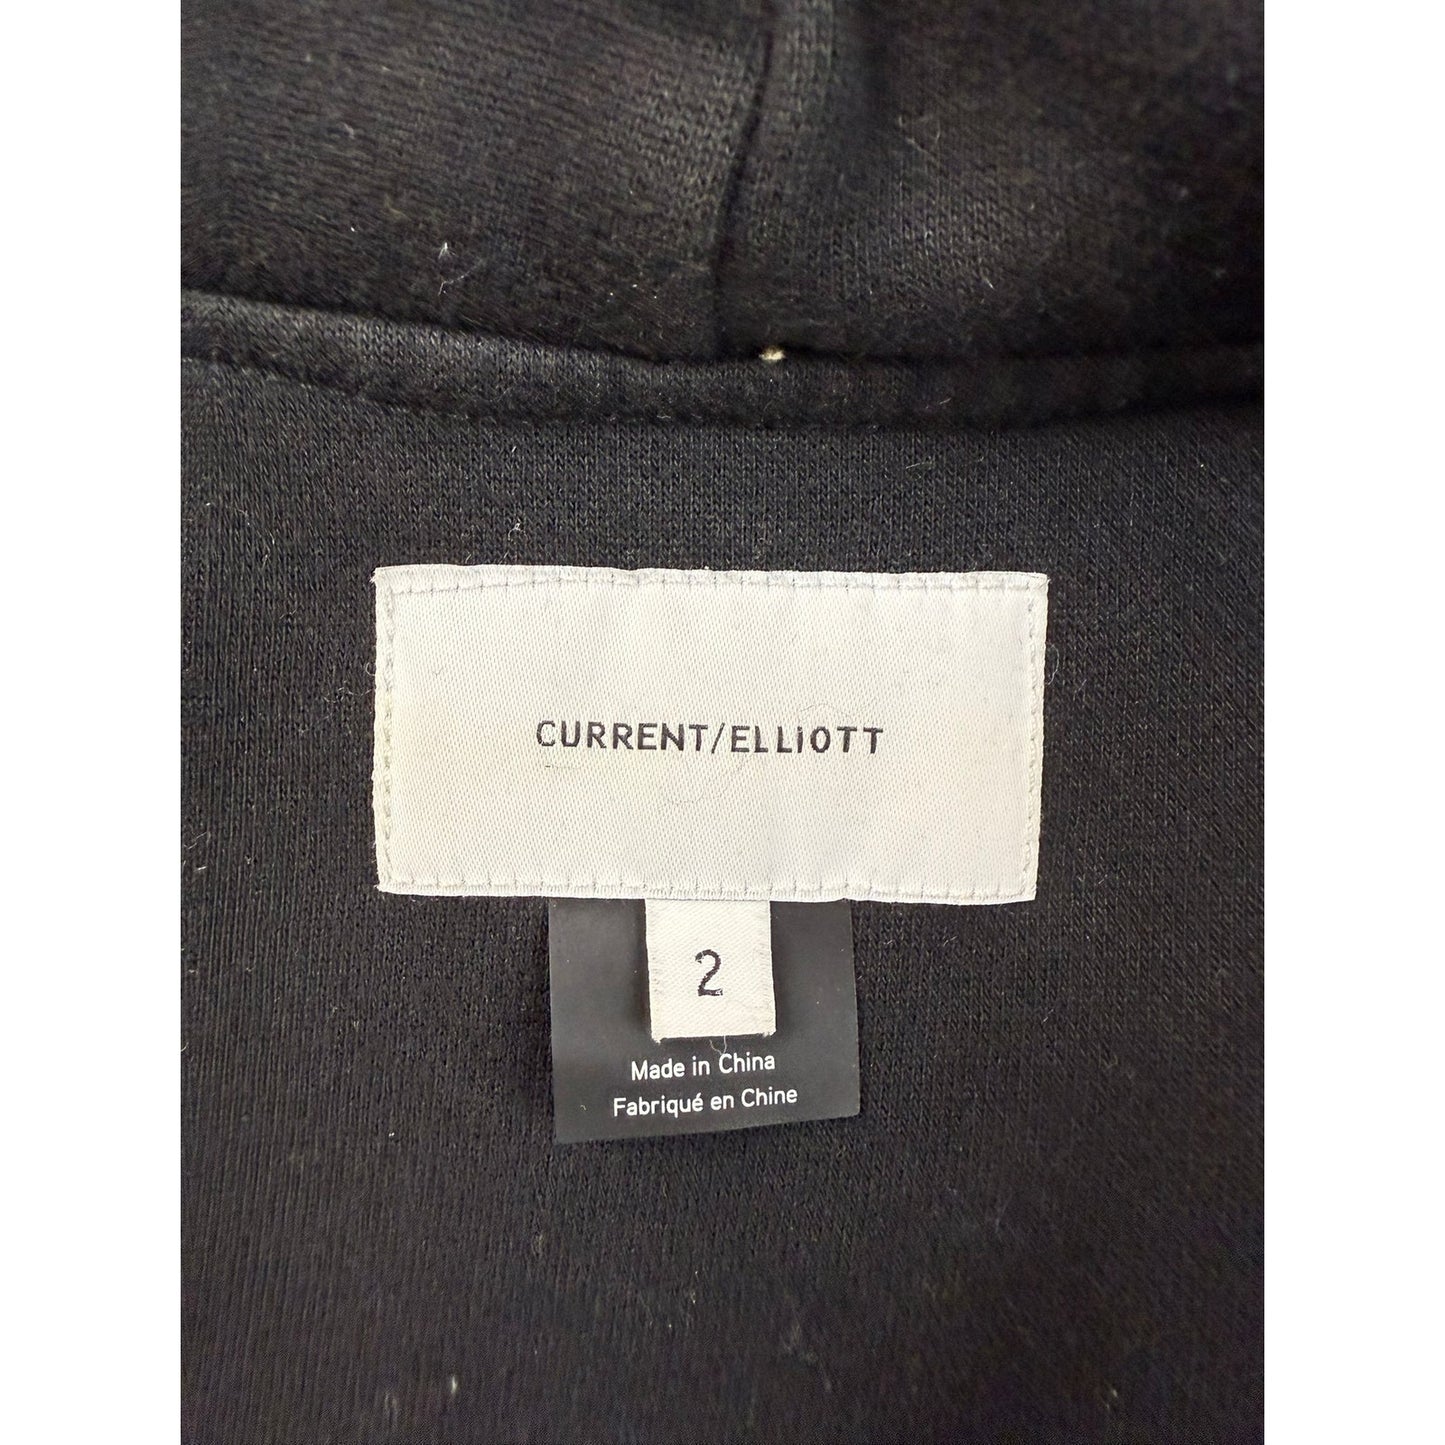 CURRENT/ELLIOTT
2
Made in China
Fabriqué en Chine